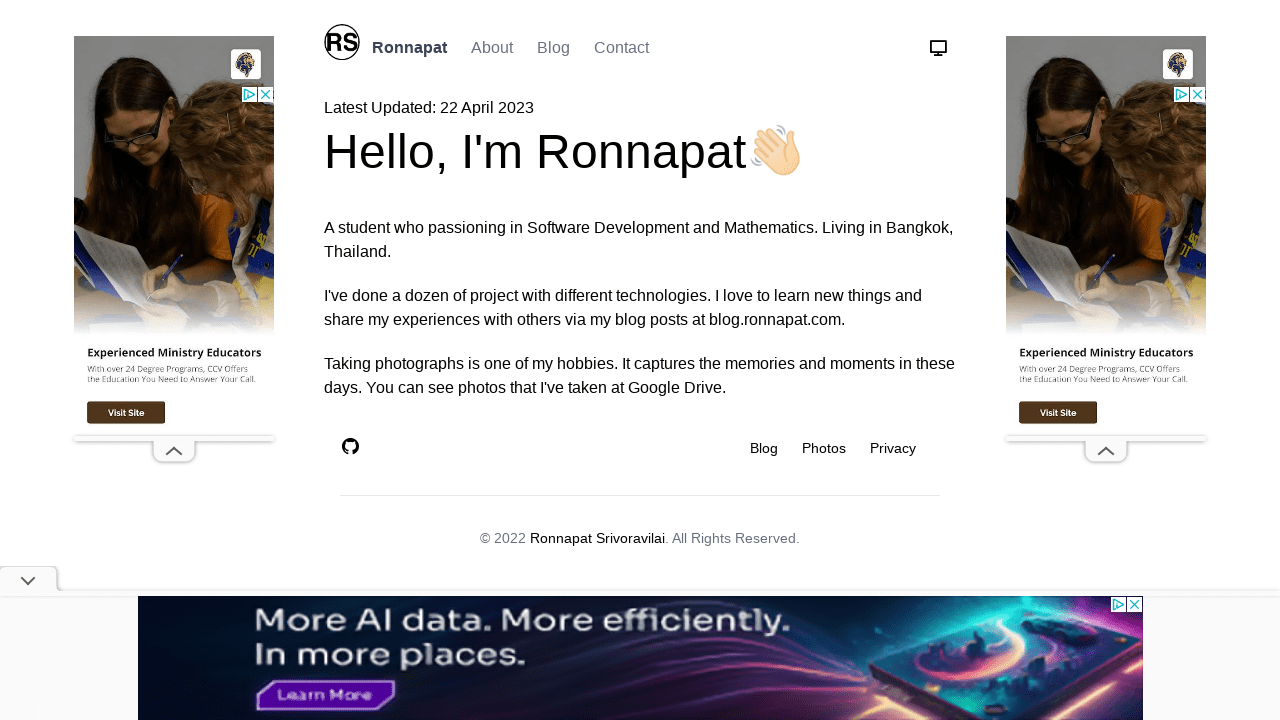 RS
Ronnapat About Blog Contact
Latest Updated: 22 April 2023
Hello, I'm Ronnapat👋🏻
A student who passioning in Software Development and Mathematics. Living in Bangkok,
Thailand.
I've done a dozen of project with different technologies. I love to learn new things and
share my experiences with others via my blog posts at blog.ronnapat.com.
Taking photographs is one of my hobbies. It captures the memories and moments in these
days. You can see photos that I've taken at Google Drive.
Blog Photos Privacy
© 2022 Ronnapat Srivoravilai. All Rights Reserved.
Experienced Ministry Educators
With over 24 Degree Programs, CCV Offers
the Education You Need to Answer Your Call.
Visit Site
Experienced Ministry Educators
With over 24 Degree Programs, CCV Offers
the Education You Need to Answer Your Call.
Visit Site
More AI data. More efficiently.
In more places.
Learn More